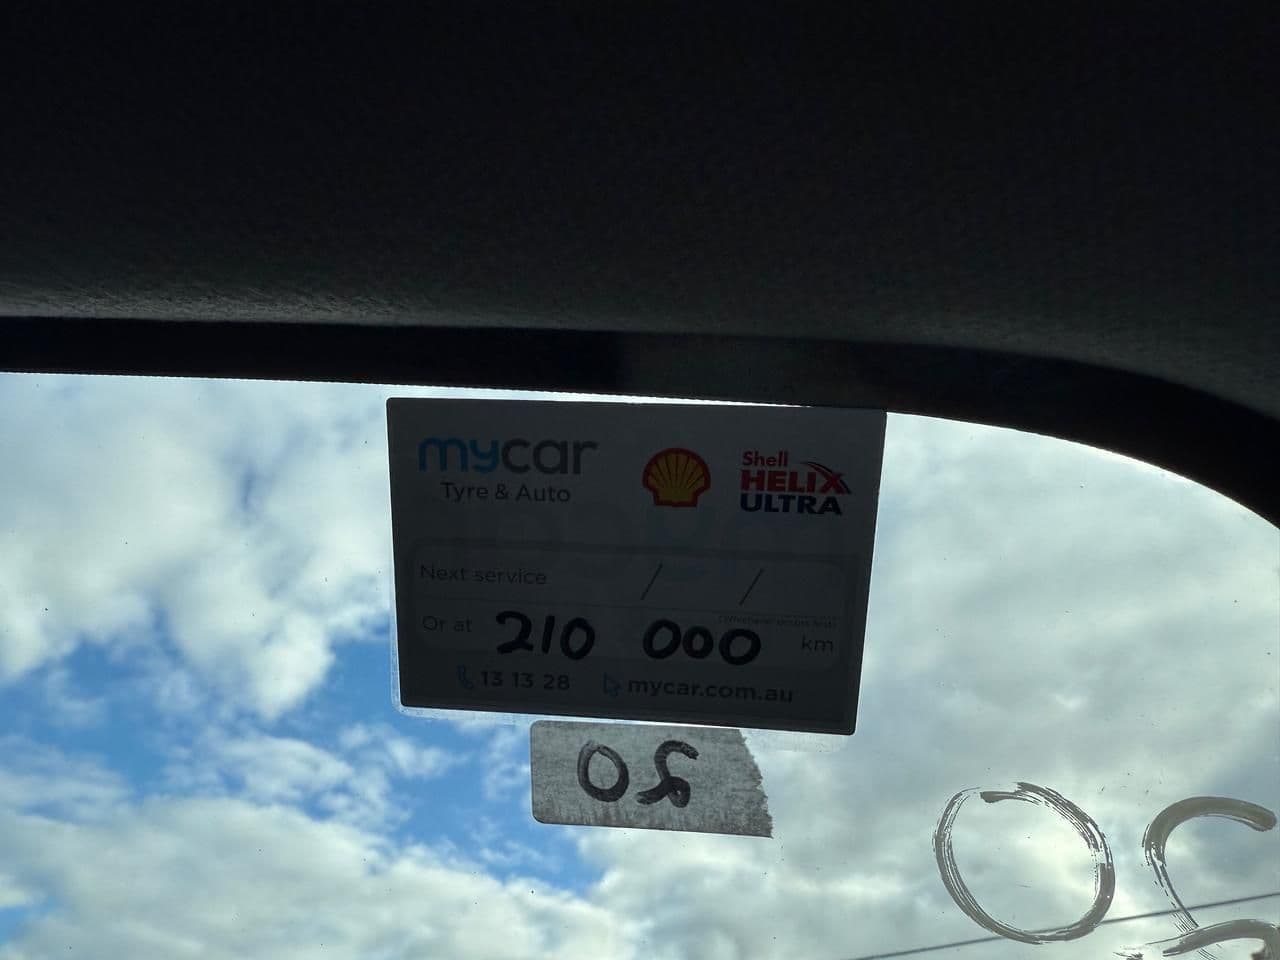 mycar
Tyre & Auto
Shell
HELIX
ULTRA
Next service / /
Or at 210 000 km
13 13 28 mycar.com.au
20
20